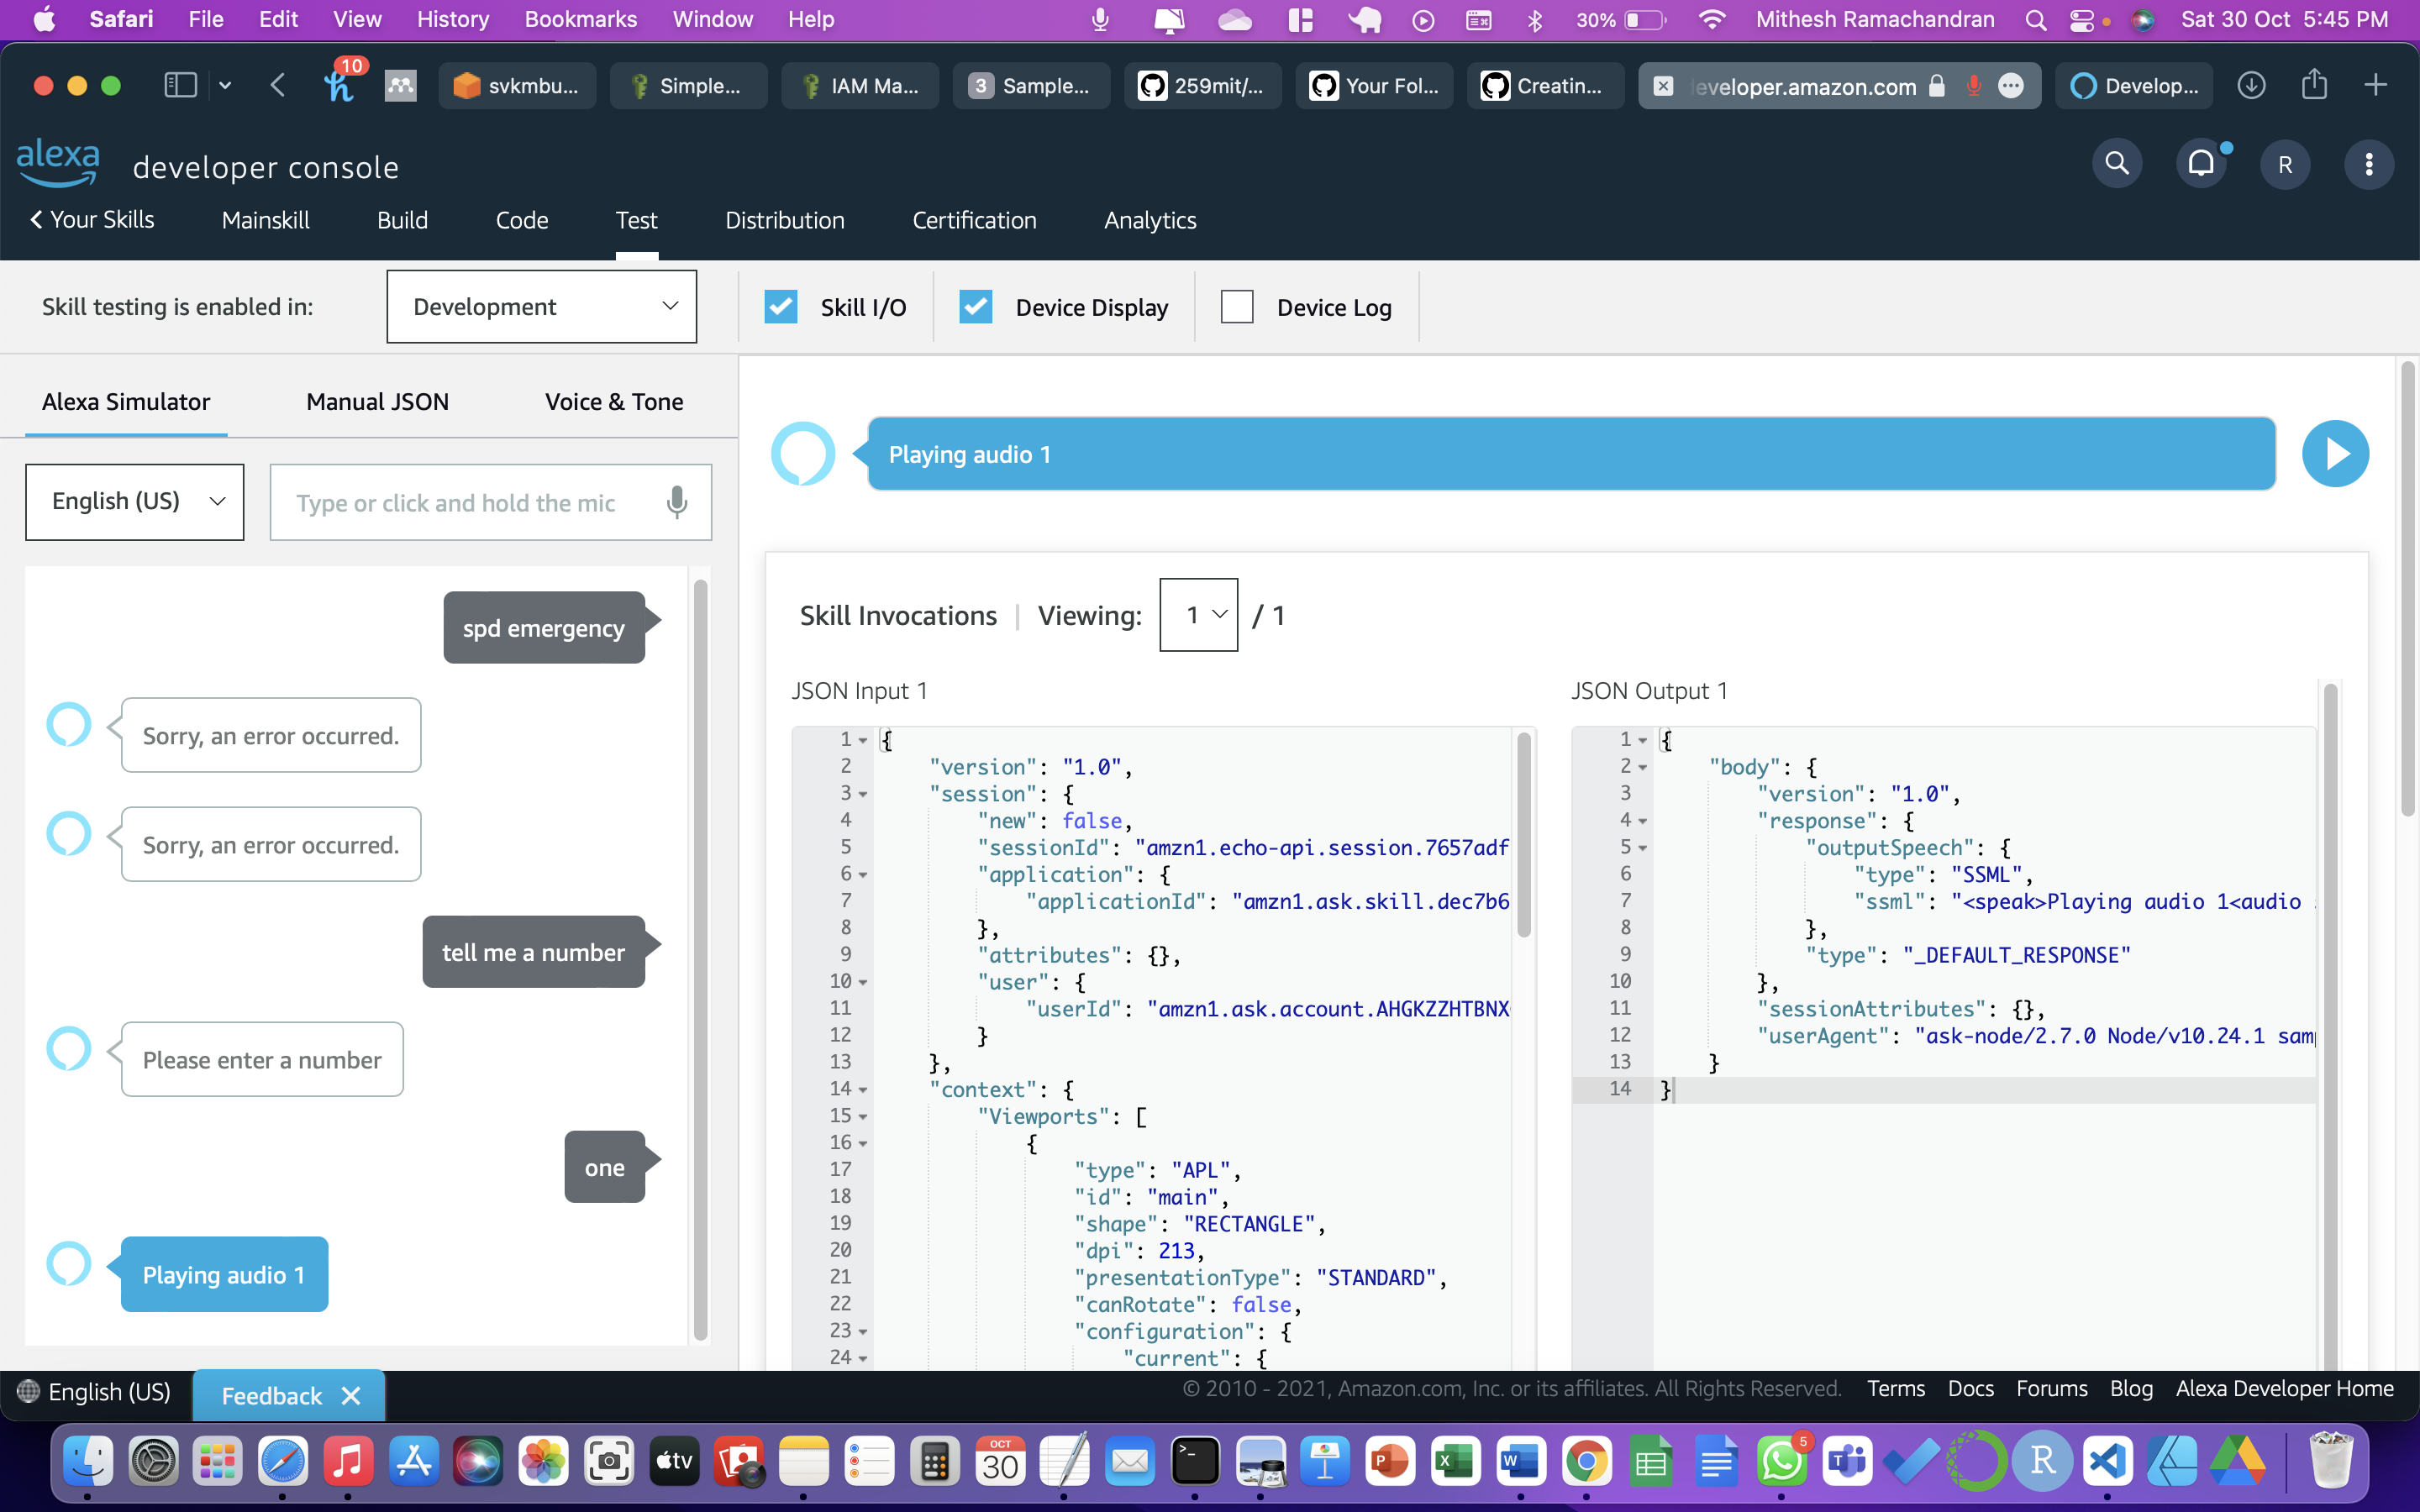 Safari File Edit View History Bookmarks Window Help 30% Mithesh Ramachandran Sat 30 Oct 5:45 PM
10 svkmbu... Simple... IAM Ma... 3 Sample... 259mit/... Your Fol... Creatin... eveloper.amazon.com Develop...
alexa developer console R
Your Skills Mainskill Build Code Test Distribution Certification Analytics
Skill testing is enabled in: Development Skill I/O Device Display Device Log
Alexa Simulator Manual JSON Voice & Tone
English (US) Type or click and hold the mic
spd emergency
Sorry, an error occurred.
Sorry, an error occurred.
tell me a number
Please enter a number
one
Playing audio 1
Playing audio 1
Skill Invocations | Viewing: 1 / 1
JSON Input 1
1 {
2 "version": "1.0",
3 "session": {
4 "new": false,
5 "sessionId": "amzn1.echo-api.session.7657adf
6 "application": {
7 "applicationId": "amzn1.ask.skill.dec7b6
8 },
9 "attributes": {},
10 "user": {
11 "userId": "amzn1.ask.account.AHGKZZHTBNX
12 }
13 },
14 "context": {
15 "Viewports": [
16 {
17 "type": "APL",
18 "id": "main",
19 "shape": "RECTANGLE",
20 "dpi": 213,
21 "presentationType": "STANDARD",
22 "canRotate": false,
23 "configuration": {
24 "current": {
JSON Output 1
1 {
2 "body": {
3 "version": "1.0",
4 "response": {
5 "outputSpeech": {
6 "type": "SSML",
7 "ssml": "<speak>Playing audio 1<audio
8 },
9 "type": "_DEFAULT_RESPONSE"
10 },
11 "sessionAttributes": {},
12 "userAgent": "ask-node/2.7.0 Node/v10.24.1 sam
13 }
14 }
English (US) Feedback © 2010 - 2021, Amazon.com, Inc. or its affiliates. All Rights Reserved. Terms Docs Forums Blog Alexa Developer Home
tv OCT 30 >_ P X W 5 T R